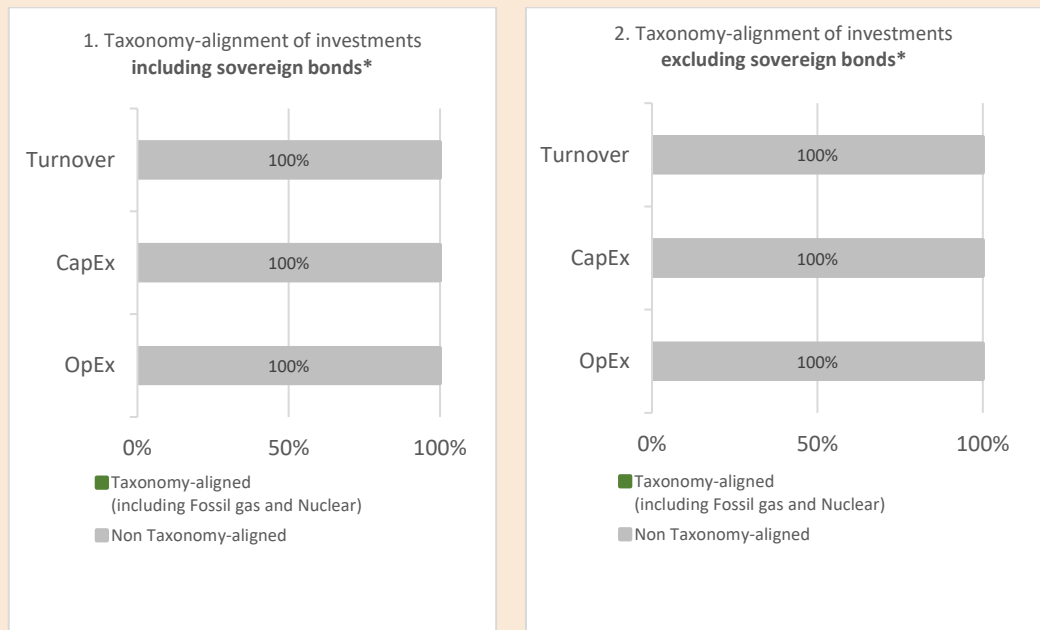 1. Taxonomy-alignment of investments
including sovereign bonds*
Turnover
100%
CapEx
100%
OpEx
100%
0%
50%
100%
Taxonomy-aligned
(including Fossil gas and Nuclear)
Non Taxonomy-aligned
2. Taxonomy-alignment of investments
excluding sovereign bonds*
Turnover
100%
CapEx
100%
OpEx
100%
0%
50%
100%
Taxonomy-aligned
(including Fossil gas and Nuclear)
Non Taxonomy-aligned